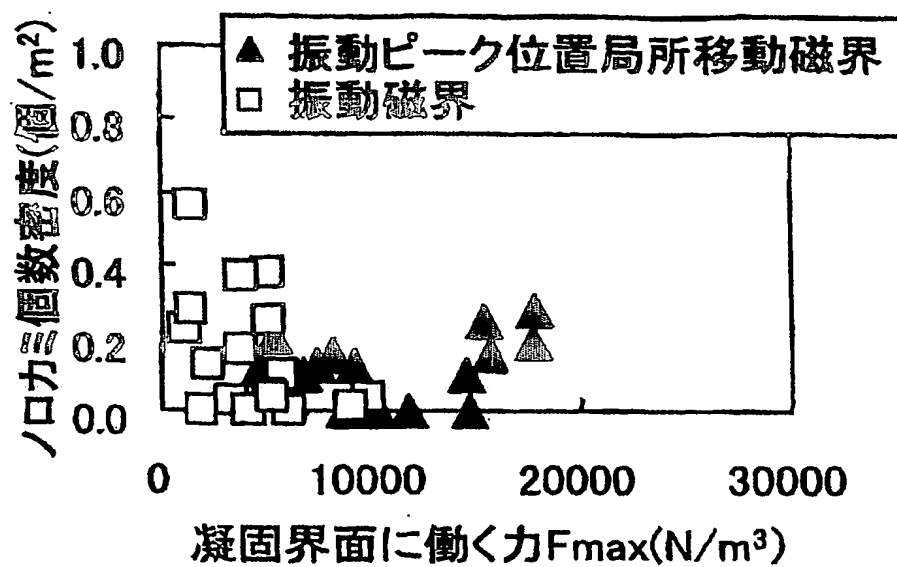 ▲ 振動ピーク位置局所移動磁界
□ 振動磁界
ノロカミ個数密度(個/m²)
1.0
0.8
0.6
0.4
0.2
0.0
0 10000 20000 30000
凝固界面に働く力Fmax(N/m³)